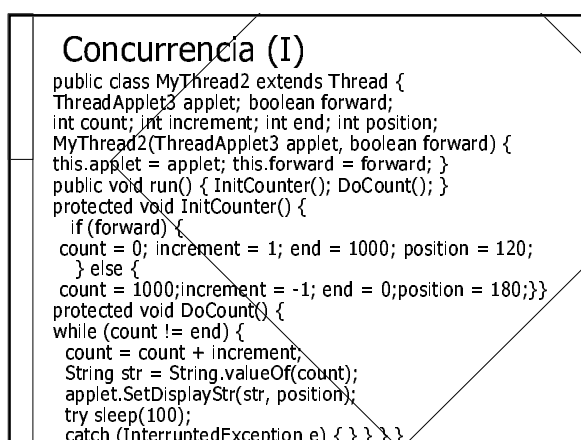 Concurrencia (I)
public class MyThread2 extends Thread {
ThreadApplet3 applet; boolean forward;
int count; int increment; int end; int position;
MyThread2(ThreadApplet3 applet, boolean forward) {
this.applet = applet; this.forward = forward; }
public void run() { InitCounter(); DoCount(); }
protected void InitCounter() {
if (forward) {
count = 0; increment = 1; end = 1000; position = 120;
} else {
count = 1000;increment = -1; end = 0;position = 180;}}
protected void DoCount() {
while (count != end) {
count = count + increment;
String str = String.valueOf(count);
applet.SetDisplayStr(str, position);
try sleep(100);
catch (InterruptedException e) { } } } }